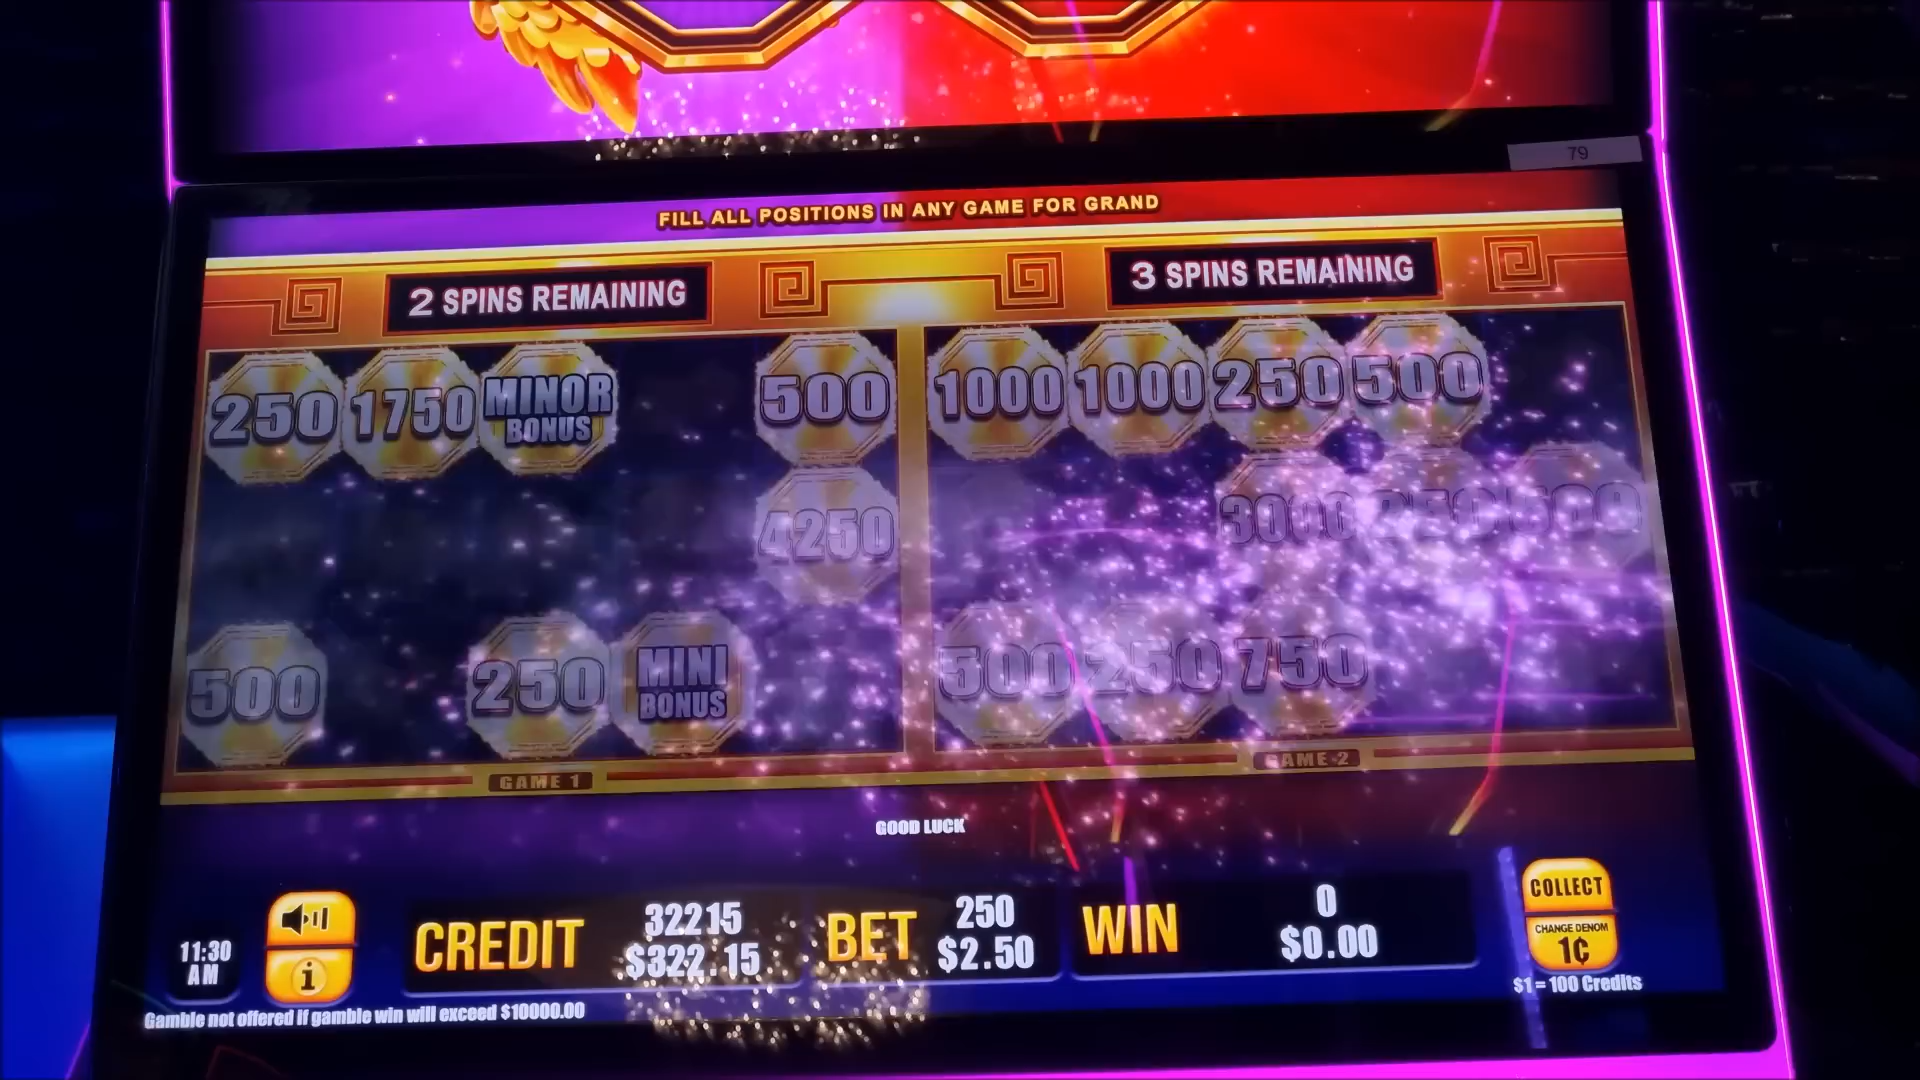 79
FILL ALL POSITIONS IN ANY GAME FOR GRAND
2 SPINS REMAINING
3 SPINS REMAINING
250 1750 MINOR BONUS 500
1000 1000 250 500
4250
3000 250 500
500 250 MINI BONUS
500 250 750
GAME 1
GAME 2
GOOD LUCK
11:30 AM
CREDIT 32215 $322.15
BET 250 $2.50
WIN 0 $0.00
COLLECT
CHANGE DENOM
1¢
$1 = 100 Credits
Gamble not offered if gamble win will exceed $10000.00